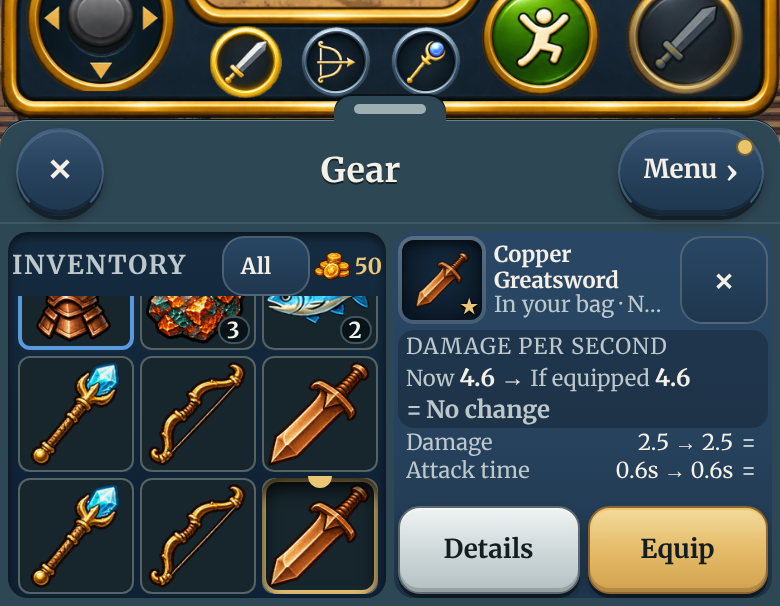 ×
Gear
Menu ›
INVENTORY
All
50
3
2
Copper
Greatsword
In your bag · N...
×
DAMAGE PER SECOND
Now 4.6 → If equipped 4.6
= No change
Damage 2.5 → 2.5 =
Attack time 0.6s → 0.6s =
Details
Equip